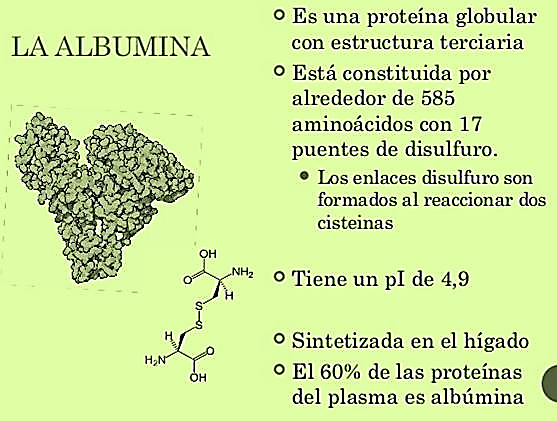 LA ALBUMINA
Es una proteína globular
con estructura terciaria
Está constituida por
alrededor de 585
aminoácidos con 17
puentes de disulfuro.
Los enlaces disulfuro son
formados al reaccionar dos
cisteinas
Tiene un pI de 4,9
Sintetizada en el hígado
El 60% de las proteínas
del plasma es albúmina
OH
O
NH₂
H
S
S
H
H₂N
O
OH